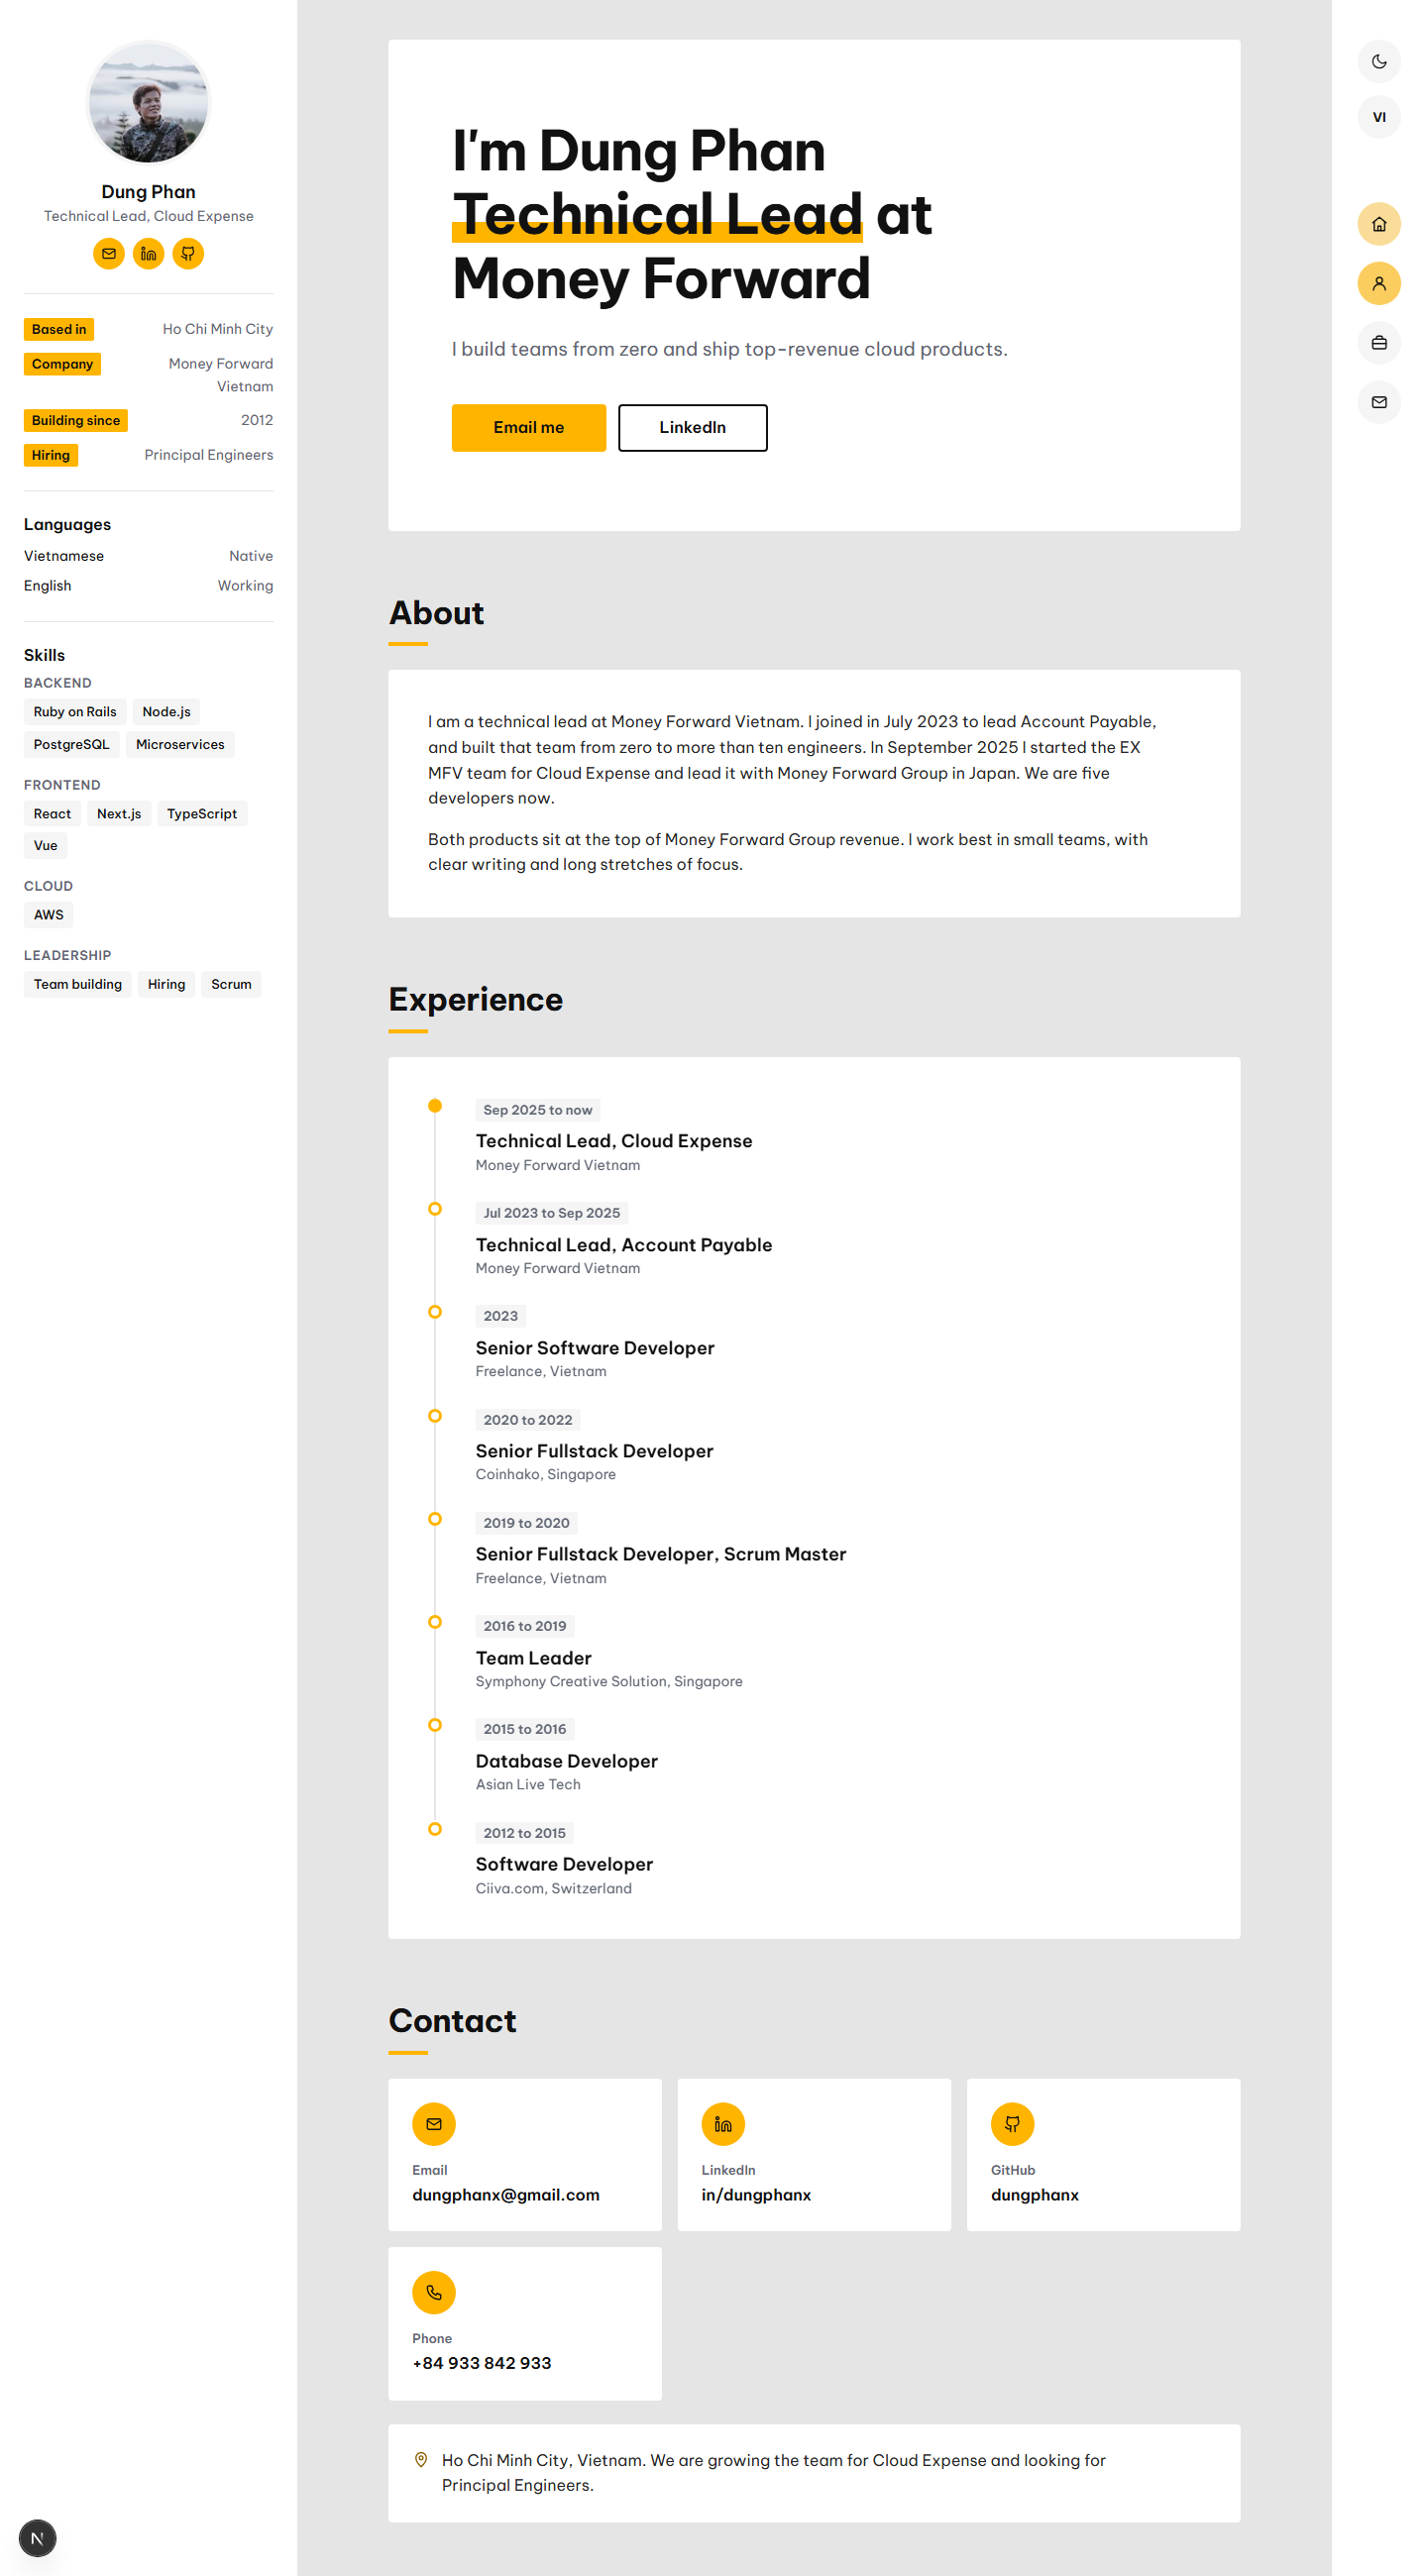 Dung Phan
Technical Lead, Cloud Expense
Based in Ho Chi Minh City
Company Money Forward
Vietnam
Building since 2012
Hiring Principal Engineers
Languages
Vietnamese Native
English Working
Skills
BACKEND
Ruby on Rails Node.js
PostgreSQL Microservices
FRONTEND
React Next.js TypeScript
Vue
CLOUD
AWS
LEADERSHIP
Team building Hiring Scrum
N
I'm Dung Phan
Technical Lead at
Money Forward
I build teams from zero and ship top-revenue cloud products.
Email me LinkedIn
About
I am a technical lead at Money Forward Vietnam. I joined in July 2023 to lead Account Payable,
and built that team from zero to more than ten engineers. In September 2025 I started the EX
MFV team for Cloud Expense and lead it with Money Forward Group in Japan. We are five
developers now.
Both products sit at the top of Money Forward Group revenue. I work best in small teams, with
clear writing and long stretches of focus.
Experience
Sep 2025 to now
Technical Lead, Cloud Expense
Money Forward Vietnam
Jul 2023 to Sep 2025
Technical Lead, Account Payable
Money Forward Vietnam
2023
Senior Software Developer
Freelance, Vietnam
2020 to 2022
Senior Fullstack Developer
Coinhako, Singapore
2019 to 2020
Senior Fullstack Developer, Scrum Master
Freelance, Vietnam
2016 to 2019
Team Leader
Symphony Creative Solution, Singapore
2015 to 2016
Database Developer
Asian Live Tech
2012 to 2015
Software Developer
Ciiva.com, Switzerland
Contact
Email
dungphanx@gmail.com
LinkedIn
in/dungphanx
GitHub
dungphanx
Phone
+84 933 842 933
Ho Chi Minh City, Vietnam. We are growing the team for Cloud Expense and looking for
Principal Engineers.
VI